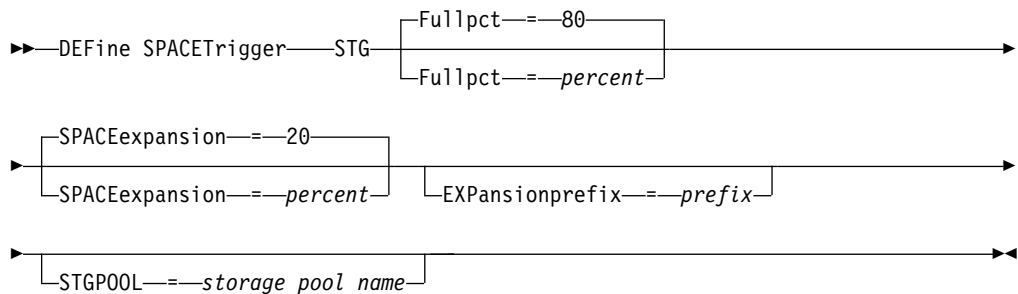 Fullpct = 80
DEFine SPACETrigger STG
Fullpct = percent
SPACEexpansion = 20
SPACEexpansion = percent
EXPansionprefix = prefix
STGPOOL = storage pool name